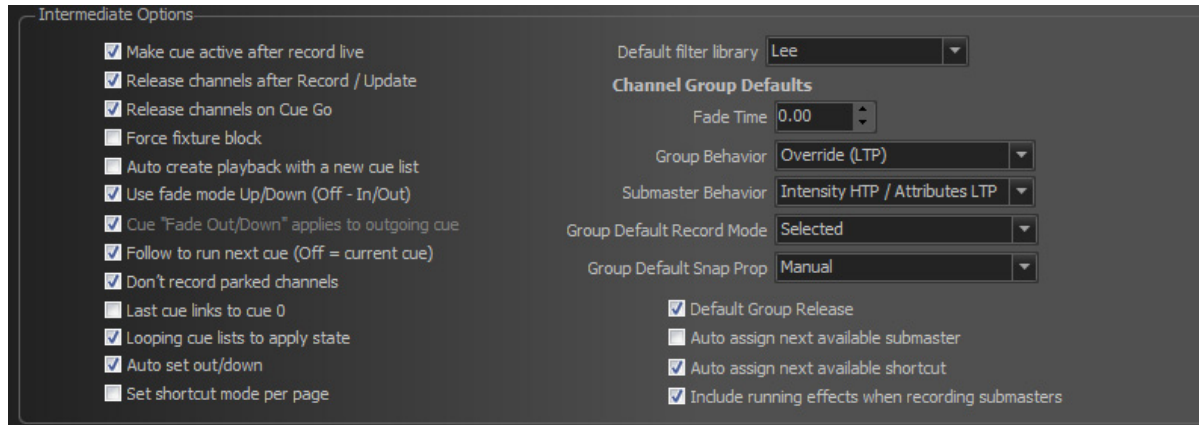 Intermediate Options
Make cue active after record live
Release channels after Record / Update
Release channels on Cue Go
Force fixture block
Auto create playback with a new cue list
Use fade mode Up/Down (Off - In/Out)
Cue "Fade Out/Down" applies to outgoing cue
Follow to run next cue (Off = current cue)
Don't record parked channels
Last cue links to cue 0
Looping cue lists to apply state
Auto set out/down
Set shortcut mode per page
Default filter library Lee
Channel Group Defaults
Fade Time 0.00
Group Behavior Override (LTP)
Submaster Behavior Intensity HTP / Attributes LTP
Group Default Record Mode Selected
Group Default Snap Prop Manual
Default Group Release
Auto assign next available submaster
Auto assign next available shortcut
Include running effects when recording submasters